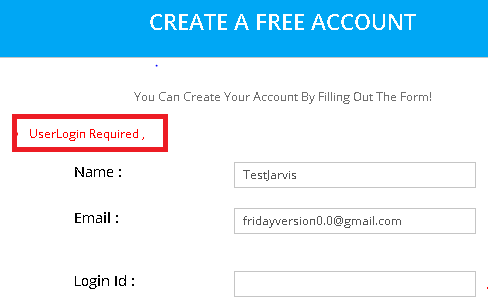 CREATE A FREE ACCOUNT
You Can Create Your Account By Filling Out The Form!
UserLogin Required ,
Name : TestJarvis
Email : fridayversion0.0@gmail.com
Login Id :